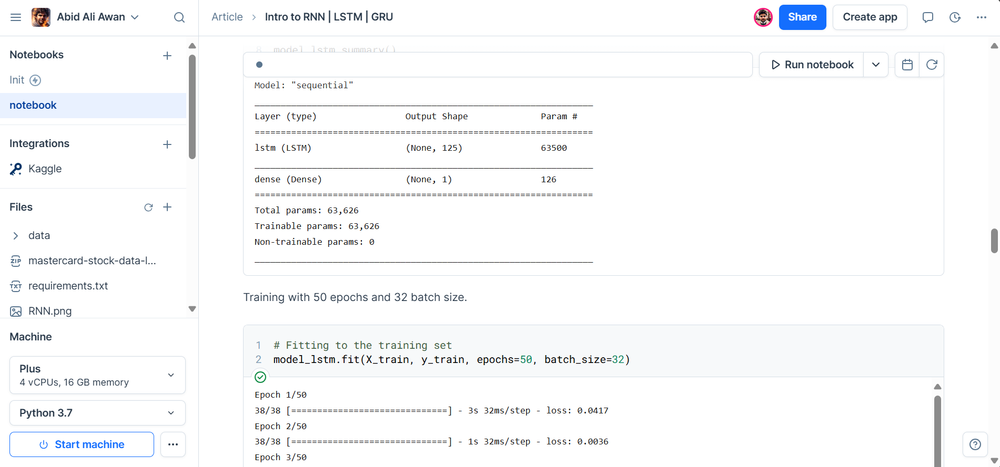 Abid Ali Awan
Article > Intro to RNN | LSTM | GRU
Share
Create app
Notebooks
Init
notebook
Integrations
Kaggle
Files
data
ZIP mastercard-stock-data-l...
TXT requirements.txt
RNN.png
Machine
Plus
4 vCPUs, 16 GB memory
Python 3.7
Start machine
8 model_lstm.summary()
Run notebook
Model: "sequential"
_________________________________________________________________
Layer (type) Output Shape Param #
=================================================================
lstm (LSTM) (None, 125) 63500
_________________________________________________________________
dense (Dense) (None, 1) 126
=================================================================
Total params: 63,626
Trainable params: 63,626
Non-trainable params: 0
_________________________________________________________________
Training with 50 epochs and 32 batch size.
1 # Fitting to the training set
2 model_lstm.fit(X_train, y_train, epochs=50, batch_size=32)
Epoch 1/50
38/38 [==============================] - 3s 32ms/step - loss: 0.0417
Epoch 2/50
38/38 [==============================] - 1s 32ms/step - loss: 0.0036
Epoch 3/50